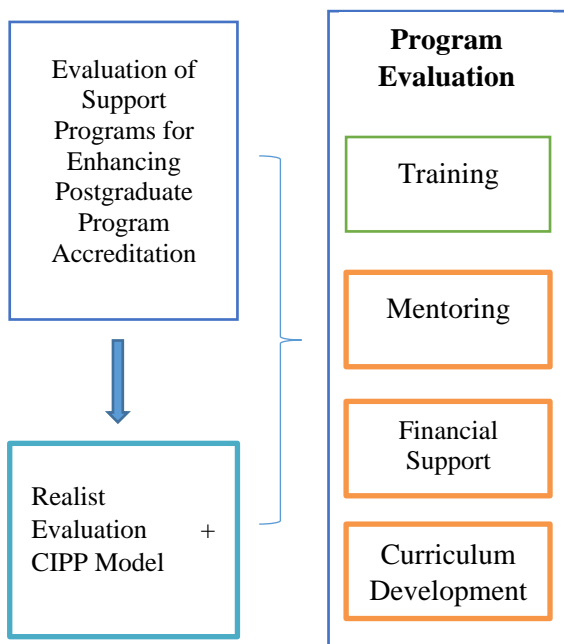 Evaluation of
Support
Programs for
Enhancing
Postgraduate
Program
Accreditation
Realist
Evaluation +
CIPP Model
Program
Evaluation
Training
Mentoring
Financial
Support
Curriculum
Development